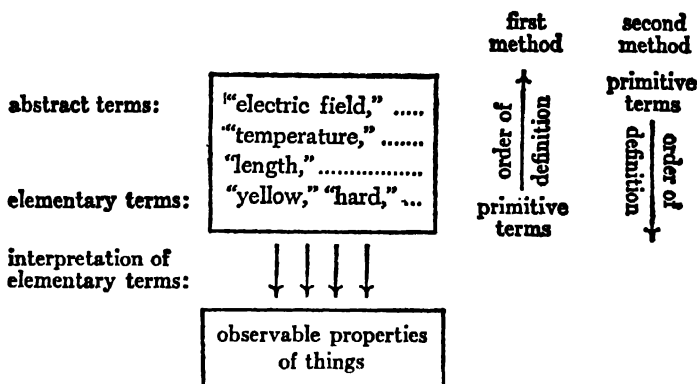 first method
second method
abstract terms:
"electric field," .....
"temperature," .......
"length,"..................
elementary terms:
"yellow," "hard," ...
order of definition
primitive terms
primitive terms
order of definition
interpretation of
elementary terms:
observable properties
of things